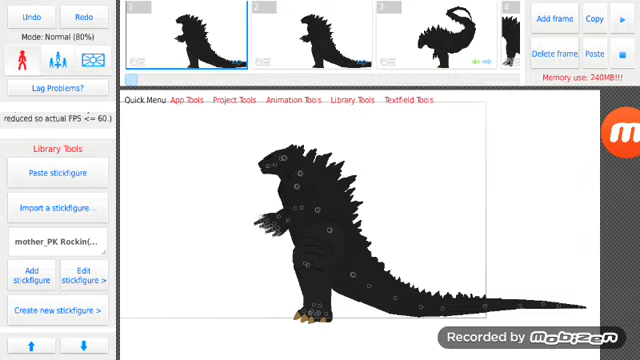 Undo Redo
Mode: Normal (80%)
Lag Problems?
reduced so actual FPS <= 60.)
Library Tools
Paste stickfigure
Import a stickfigure...
mother_PK Rockin(...
Add stickfigure
Edit stickfigure >
Create new stickfigure >
1
2
3
4
Add frame Copy
Delete frame Paste
Memory use: 240MB!!!
Quick Menu App Tools Project Tools Animation Tools Library Tools Textfield Tools
Recorded by Mobizen